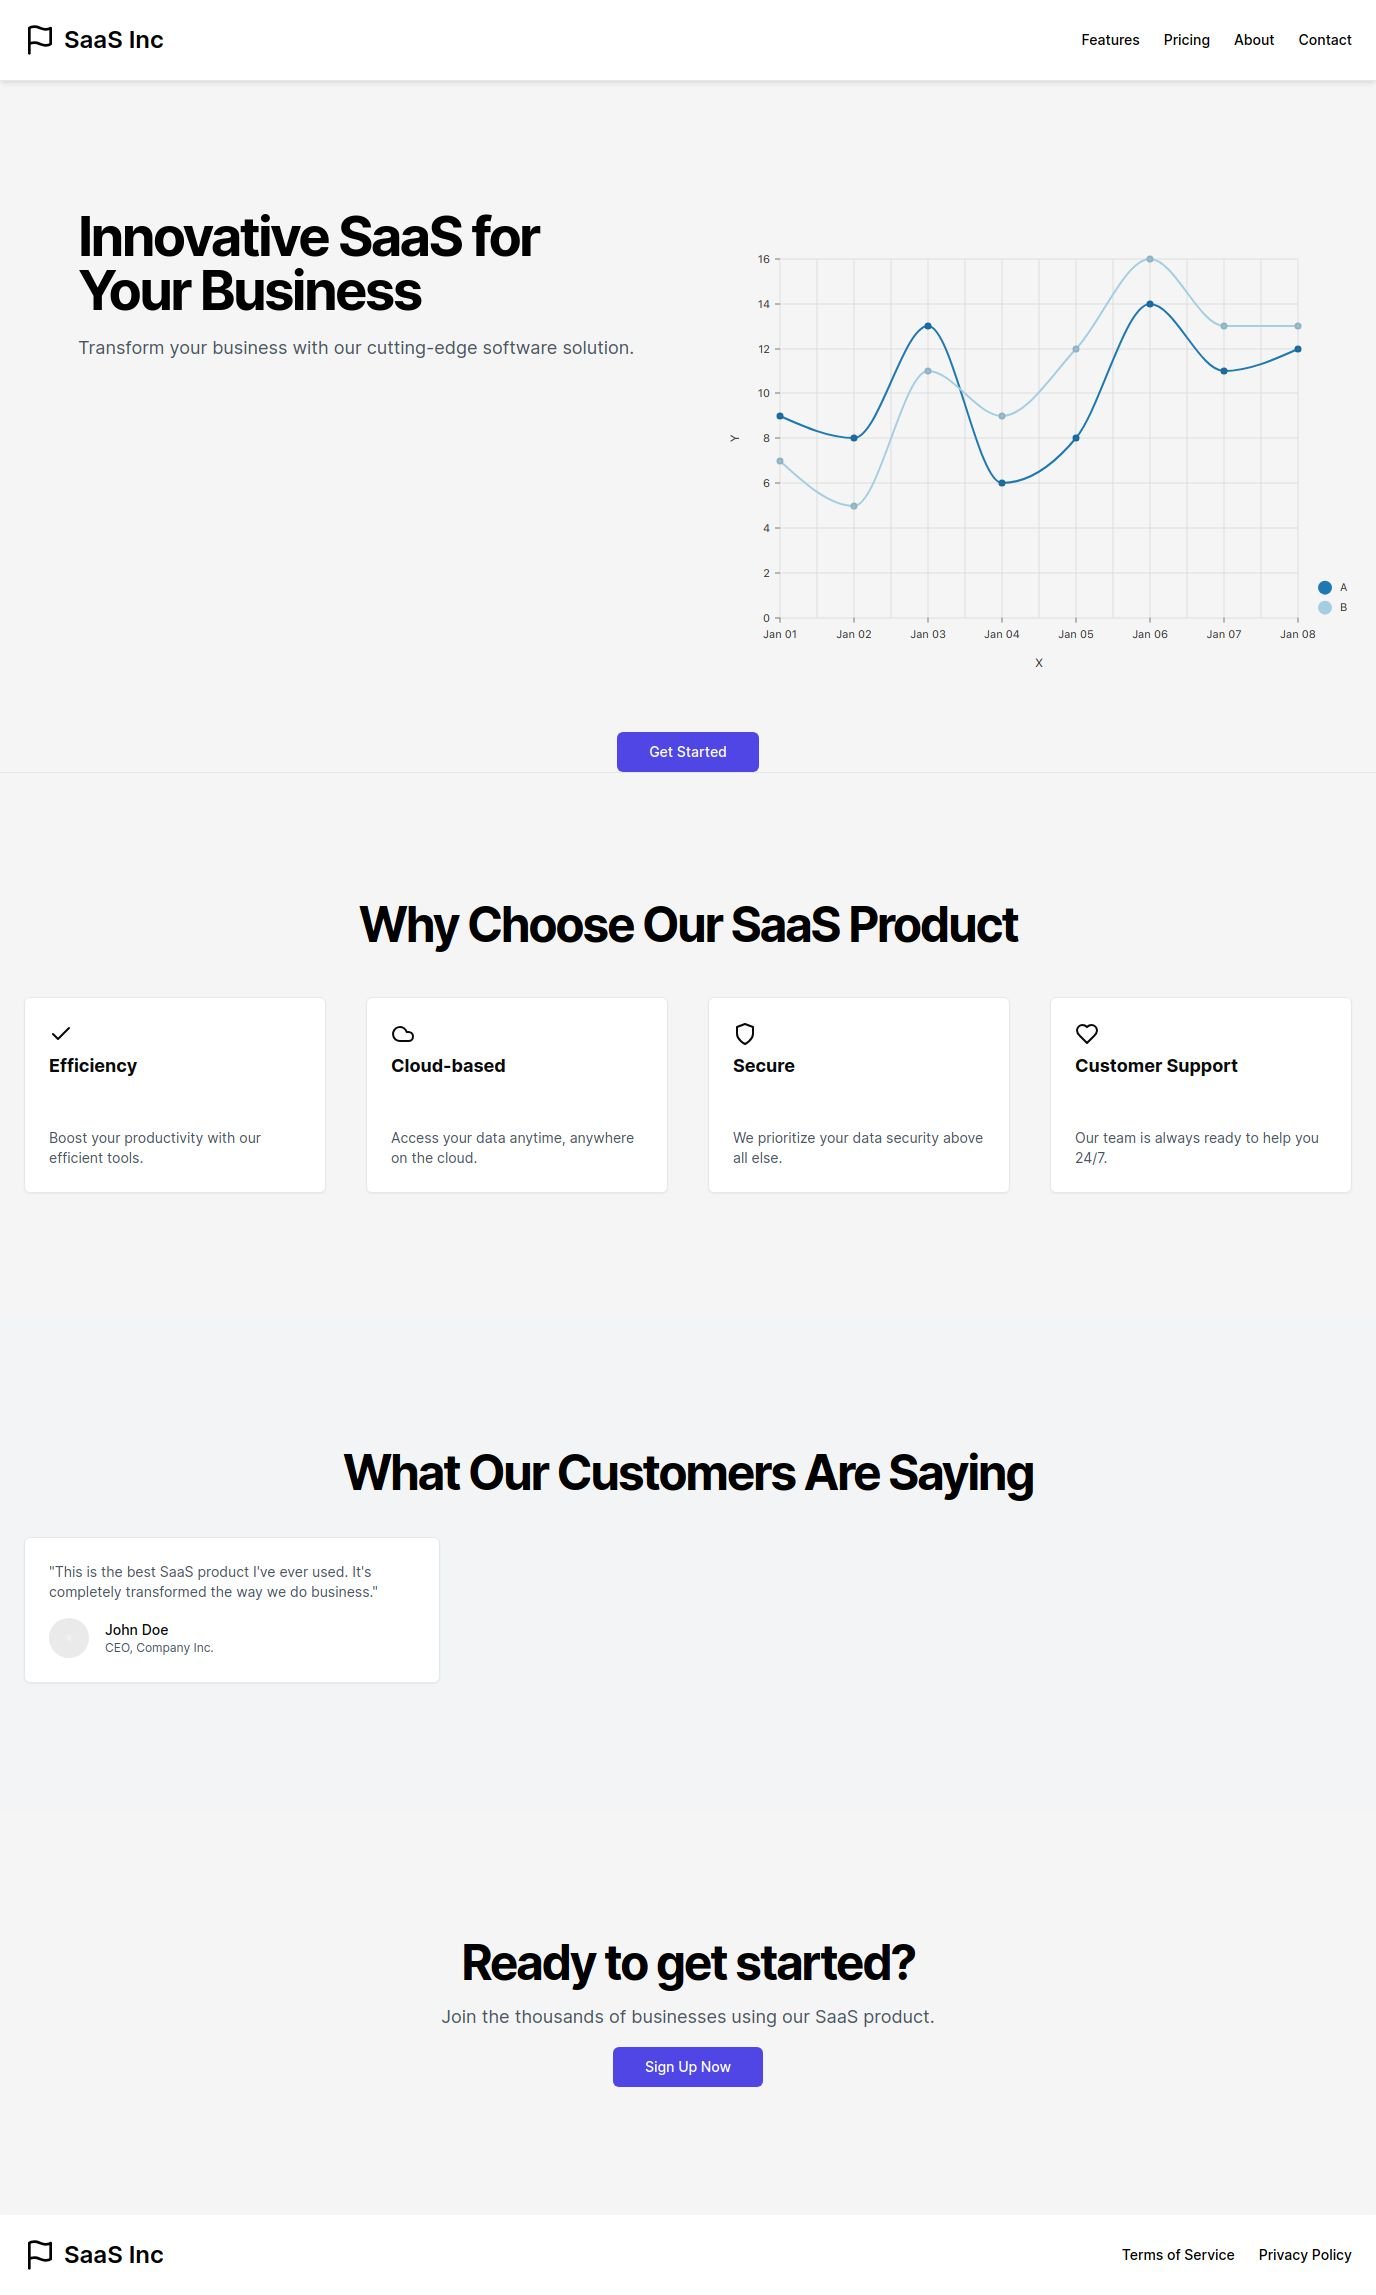 SaaS Inc
Features Pricing About Contact
Innovative SaaS for
Your Business
Transform your business with our cutting-edge software solution.
16
14
12
10
8
6
4
2
0
Y
Jan 01 Jan 02 Jan 03 Jan 04 Jan 05 Jan 06 Jan 07 Jan 08
X
A
B
Get Started
Why Choose Our SaaS Product
Efficiency
Boost your productivity with our
efficient tools.
Cloud-based
Access your data anytime, anywhere
on the cloud.
Secure
We prioritize your data security above
all else.
Customer Support
Our team is always ready to help you
24/7.
What Our Customers Are Saying
"This is the best SaaS product I've ever used. It's
completely transformed the way we do business."
John Doe
CEO, Company Inc.
Ready to get started?
Join the thousands of businesses using our SaaS product.
Sign Up Now
SaaS Inc
Terms of Service Privacy Policy